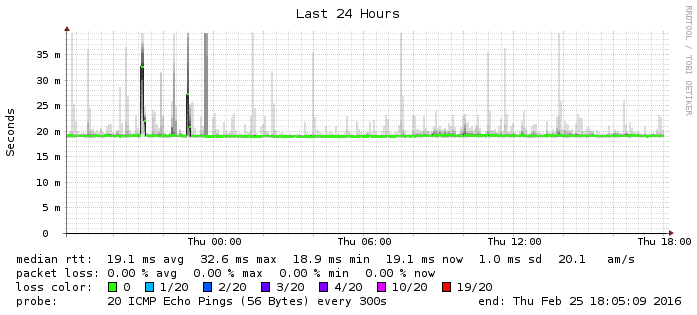 Last 24 Hours
RRDTOOL / TOBI OETIKER
Seconds
35 m
30 m
25 m
20 m
15 m
10 m
5 m
0
Thu 00:00 Thu 06:00 Thu 12:00 Thu 18:00
median rtt: 19.1 ms avg 32.6 ms max 18.9 ms min 19.1 ms now 1.0 ms sd 20.1 am/s
packet loss: 0.00 % avg 0.00 % max 0.00 % min 0.00 % now
loss color: 0 1/20 2/20 3/20 4/20 10/20 19/20
probe: 20 ICMP Echo Pings (56 Bytes) every 300s end: Thu Feb 25 18:05:09 2016